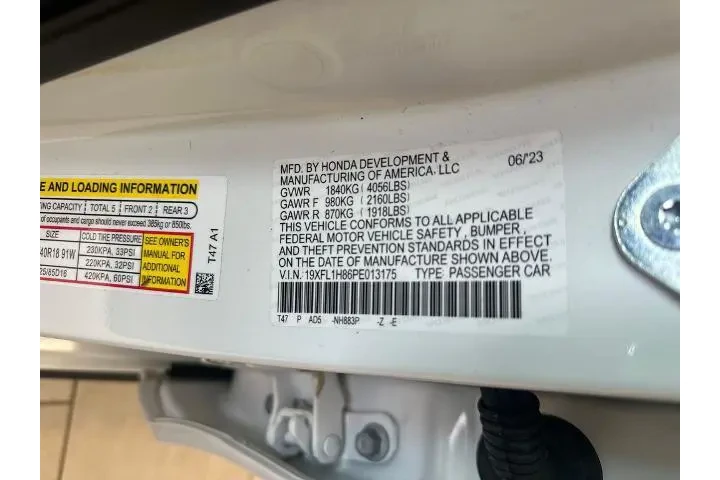 E AND LOADING INFORMATION
NG CAPACITY TOTAL 5 FRONT 2 REAR 3
of occupants and cargo should never exceed 385kg or 850lbs.
SIZE COLD TIRE PRESSURE SEE OWNER'S MANUAL FOR ADDITIONAL INFORMATION
40R18 91W 230KPA, 33PSI
220KPA, 32PSI
25/85D16 420KPA, 60PSI
T47 A1
MFD. BY HONDA DEVELOPMENT & 06/'23
MANUFACTURING OF AMERICA, LLC
GVWR 1840KG (4056LBS)
GAWR F 980KG (2160LBS)
GAWR R 870KG (1918LBS)
THIS VEHICLE CONFORMS TO ALL APPLICABLE
FEDERAL MOTOR VEHICLE SAFETY, BUMPER,
AND THEFT PREVENTION STANDARDS IN EFFECT
ON THE DATE OF MANUFACTURE SHOWN ABOVE.
V.I.N. 19XFL1H86PE013175 TYPE: PASSENGER CAR
T47 P AD5 -NH883P -Z -E